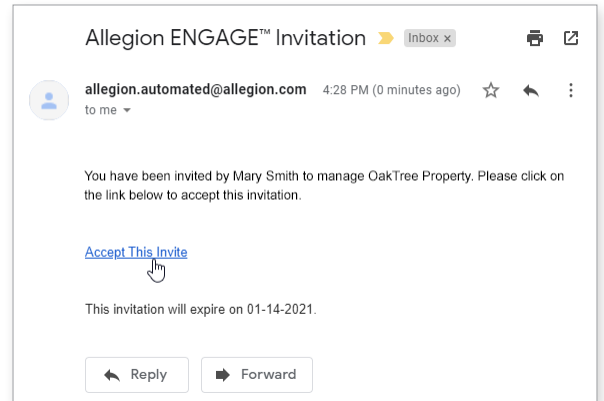 Allegion ENGAGE™ Invitation Inbox ×
allegion.automated@allegion.com 4:28 PM (0 minutes ago)
to me
You have been invited by Mary Smith to manage OakTree Property. Please click on
the link below to accept this invitation.
Accept This Invite
This invitation will expire on 01-14-2021.
Reply Forward